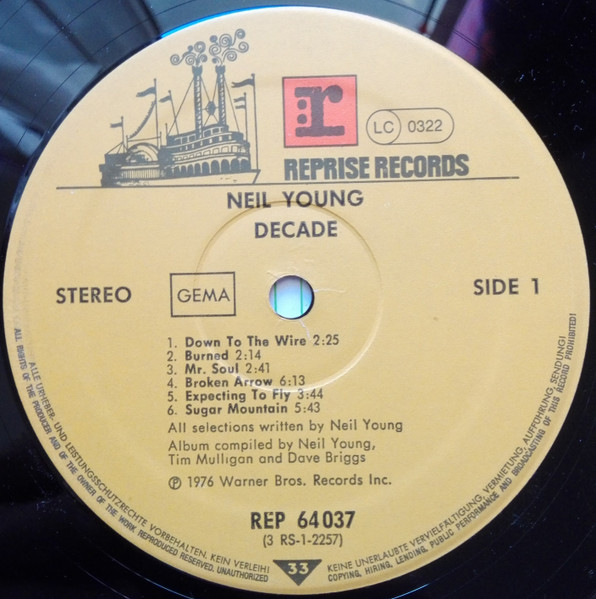 r
LC 0322
REPRISE RECORDS
NEIL YOUNG
DECADE
STEREO
GEMA
SIDE 1
1. Down To The Wire 2:25
2. Burned 2:14
3. Mr. Soul 2:41
4. Broken Arrow 6:13
5. Expecting To Fly 3:44
6. Sugar Mountain 5:43
All selections written by Neil Young
Album compiled by Neil Young,
Tim Mulligan and Dave Briggs
℗ 1976 Warner Bros. Records Inc.
REP 64037
(3 RS-1-2257)
33
ALLE URHEBER- UND LEISTUNGSSCHUTZRECHTE VORBEHALTEN. KEIN VERLEIH!
KEINE UNERLAUBTE VERVIELFÄLTIGUNG, VERMIETUNG, AUFFÜHRUNG, SENDUNG!
ALL RIGHTS OF THE PRODUCER AND OF THE OWNER OF THE WORK REPRODUCED RESERVED. UNAUTHORIZED
COPYING, HIRING, LENDING, PUBLIC PERFORMANCE AND BROADCASTING OF THIS RECORD PROHIBITED!